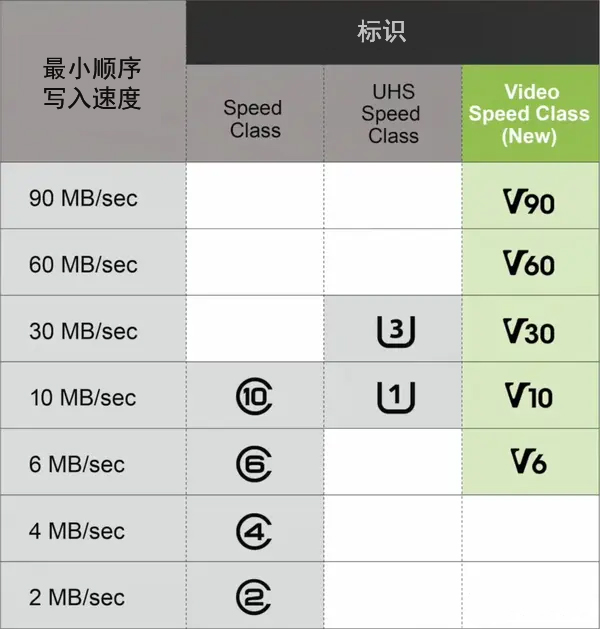 标识
最小顺序
写入速度
Speed
Class
UHS
Speed
Class
Video
Speed Class
(New)
90 MB/sec
V90
60 MB/sec
V60
30 MB/sec
3
V30
10 MB/sec
10
1
V10
6 MB/sec
6
V6
4 MB/sec
4
2 MB/sec
2